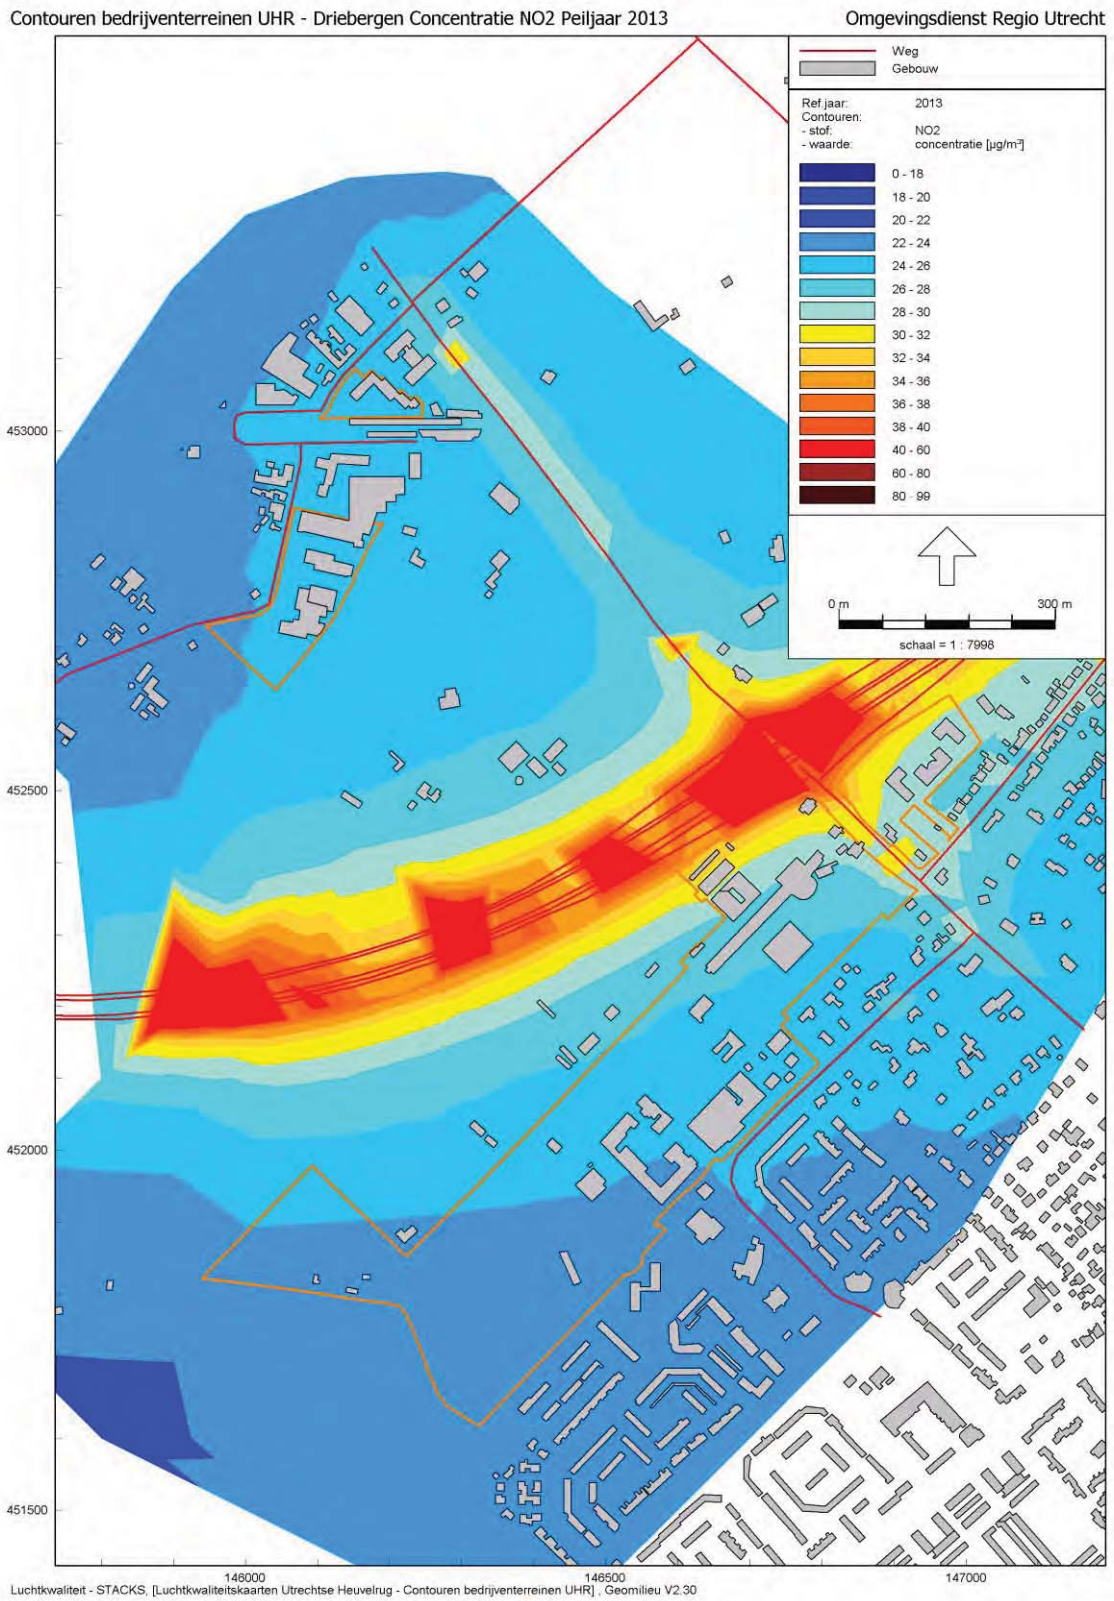 Contouren bedrijventerreinen UHR - Driebergen Concentratie NO2 Peiljaar 2013
Omgevingsdienst Regio Utrecht
Weg
Gebouw
Ref.jaar: 2013
Contouren:
- stof: NO2
- waarde: concentratie [µg/m³]
0 - 18
18 - 20
20 - 22
22 - 24
24 - 26
26 - 28
28 - 30
30 - 32
32 - 34
34 - 36
36 - 38
38 - 40
40 - 60
60 - 80
80 - 99
0 m 300 m
schaal = 1 : 7998
453000
452500
452000
451500
146000 146500 147000
Luchtkwaliteit - STACKS, [Luchtkwaliteitskaarten Utrechtse Heuvelrug - Contouren bedrijventerreinen UHR] , Geomilieu V2.30